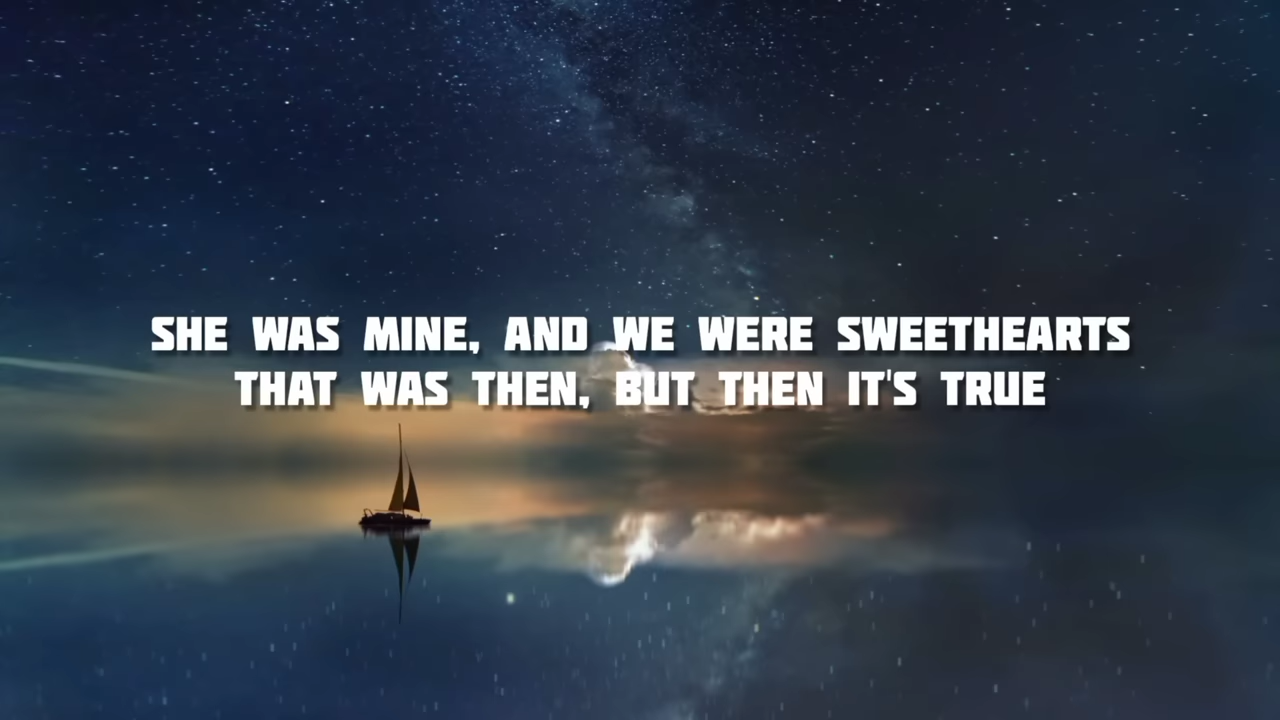 SHE WAS MINE, AND WE WERE SWEETHEARTS
THAT WAS THEN, BUT THEN IT'S TRUE